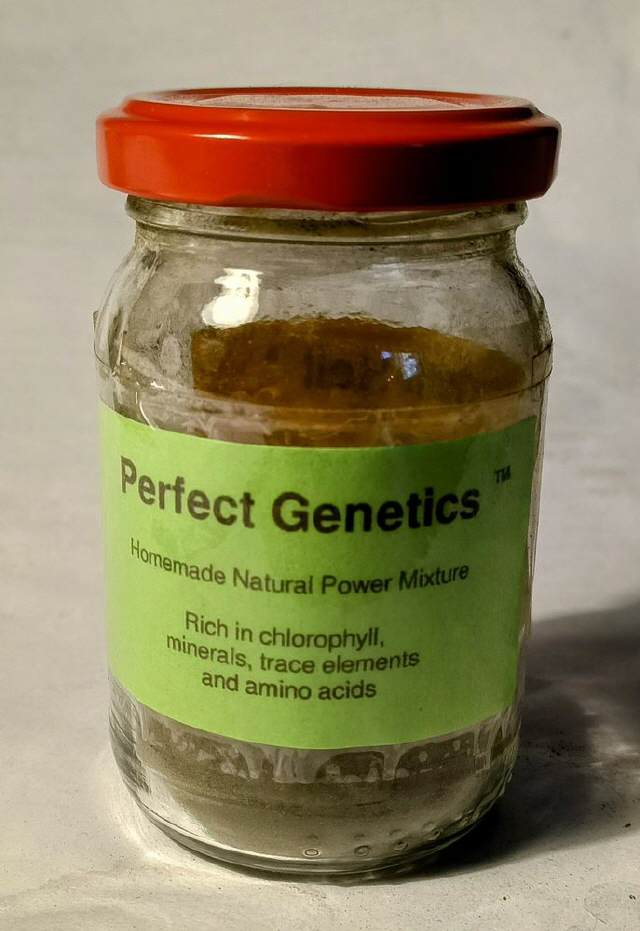 Perfect Genetics ™
Homemade Natural Power Mixture
Rich in chlorophyll,
minerals, trace elements
and amino acids